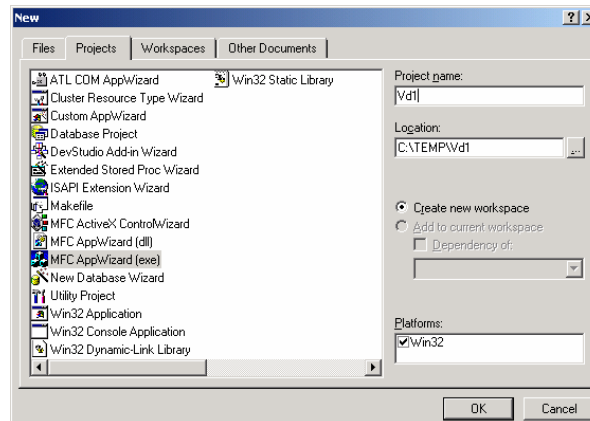 New
Files Projects Workspaces Other Documents
ATL COM AppWizard
Cluster Resource Type Wizard
Custom AppWizard
Database Project
DevStudio Add-in Wizard
Extended Stored Proc Wizard
ISAPI Extension Wizard
Makefile
MFC ActiveX ControlWizard
MFC AppWizard (dll)
MFC AppWizard (exe)
New Database Wizard
Utility Project
Win32 Application
Win32 Console Application
Win32 Dynamic-Link Library
Win32 Static Library
Project name:
Vd1
Location:
C:\TEMP\Vd1
...
Create new workspace
Add to current workspace
Dependency of:
Platforms:
Win32
OK Cancel